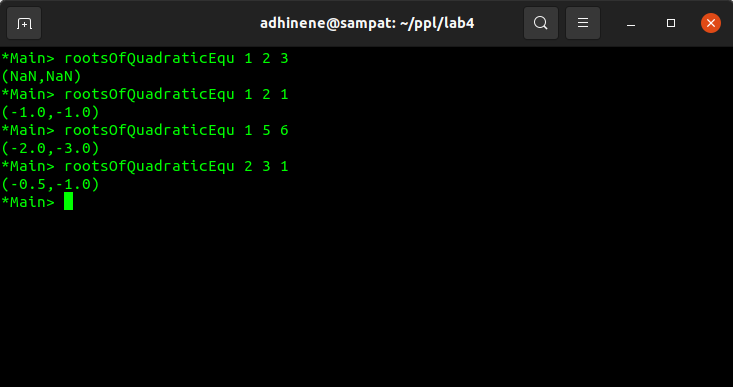 adhinene@sampat: ~/ppl/lab4
*Main> rootsOfQuadraticEqu 1 2 3
(NaN,NaN)
*Main> rootsOfQuadraticEqu 1 2 1
(-1.0,-1.0)
*Main> rootsOfQuadraticEqu 1 5 6
(-2.0,-3.0)
*Main> rootsOfQuadraticEqu 2 3 1
(-0.5,-1.0)
*Main>